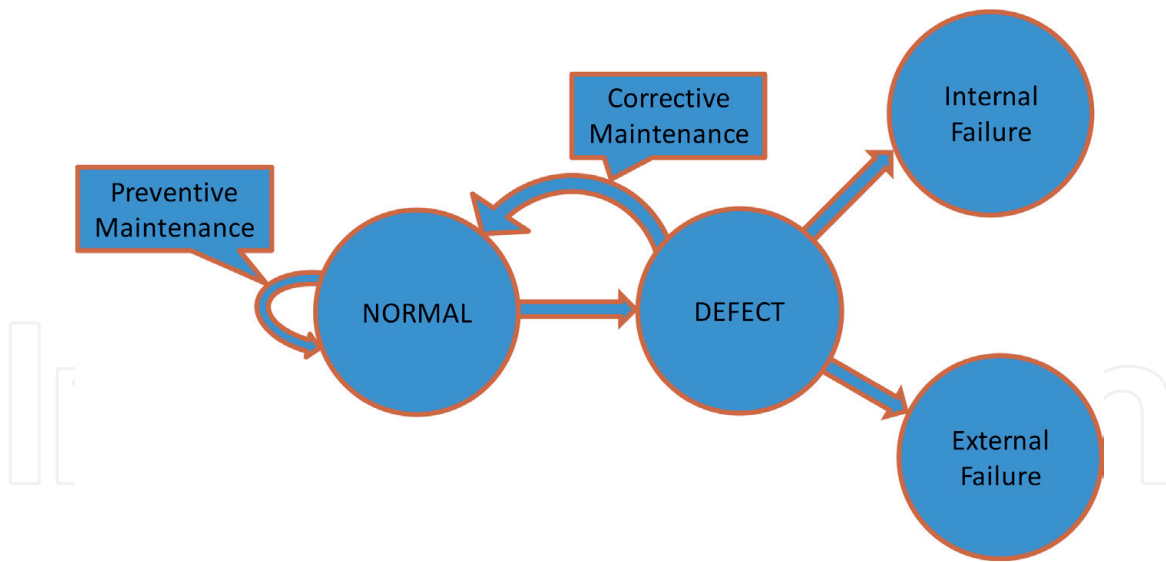 Preventive
Maintenance
Corrective
Maintenance
NORMAL
DEFECT
Internal
Failure
External
Failure